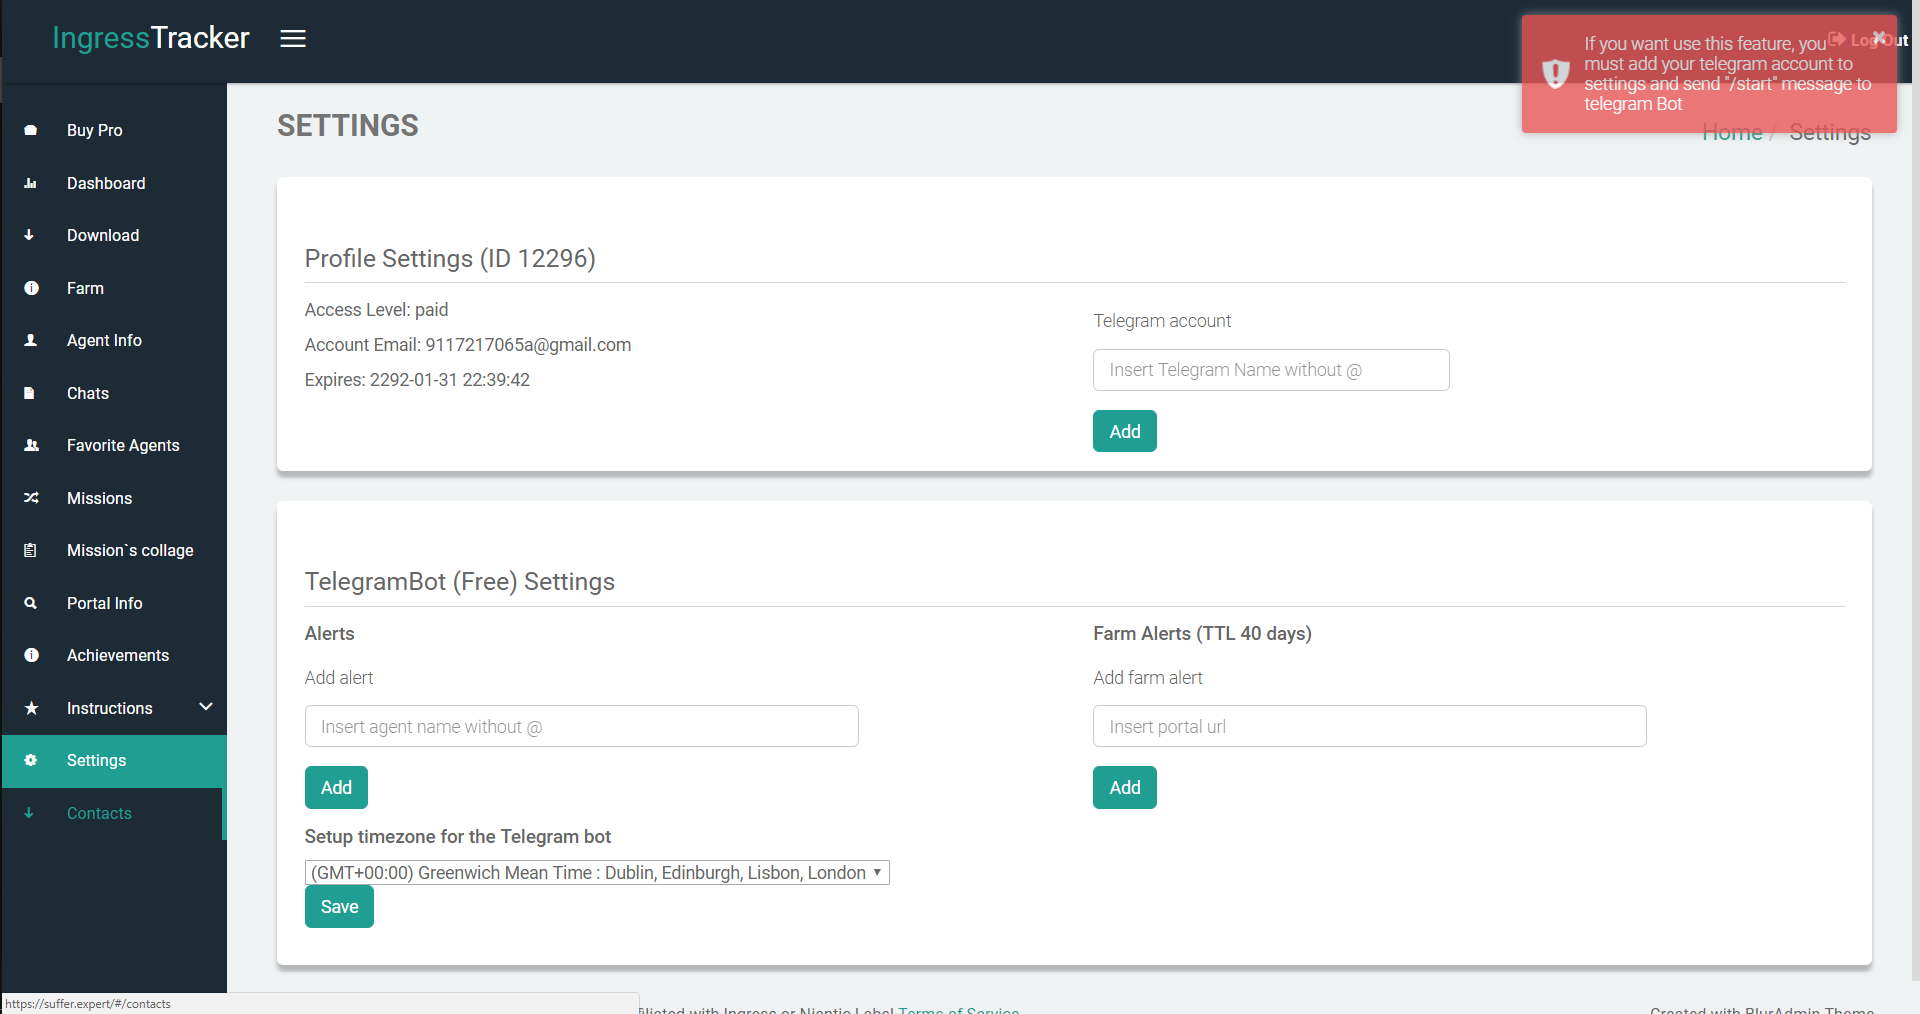 IngressTracker
If you want use this feature, you
must add your telegram account to
settings and send "/start" message to
telegram Bot
Log Out
Buy Pro
Dashboard
Download
Farm
Agent Info
Chats
Favorite Agents
Missions
Mission`s collage
Portal Info
Achievements
Instructions
Settings
Contacts
SETTINGS
Home / Settings
Profile Settings (ID 12296)
Access Level: paid
Account Email: 9117217065a@gmail.com
Expires: 2292-01-31 22:39:42
Telegram account
Insert Telegram Name without @
Add
TelegramBot (Free) Settings
Alerts
Add alert
Insert agent name without @
Add
Farm Alerts (TTL 40 days)
Add farm alert
Insert portal url
Add
Setup timezone for the Telegram bot
(GMT+00:00) Greenwich Mean Time : Dublin, Edinburgh, Lisbon, London
Save
https://suffer.expert/#/contacts
with Ingress or Niantic Labs! Terms of Service
Created with BlurAdmin Theme